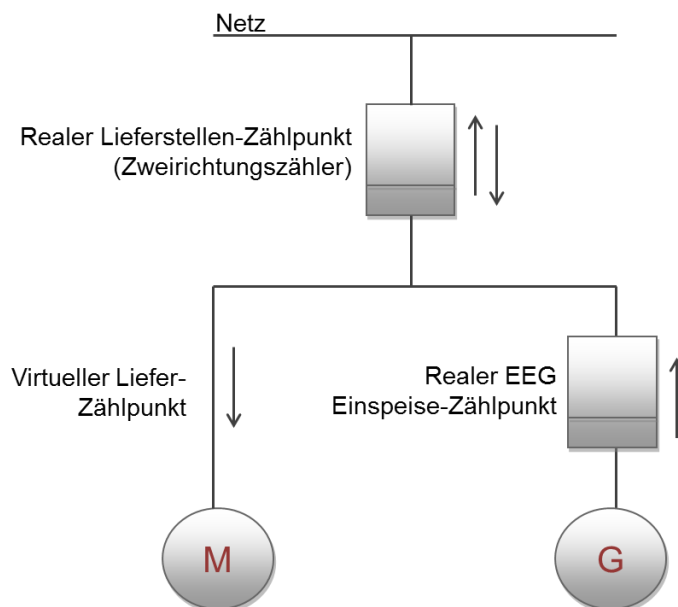 Netz
Realer Lieferstellen-Zählpunkt
(Zweirichtungszähler)
Virtueller Liefer-
Zählpunkt
Realer EEG
Einspeise-Zählpunkt
M
G